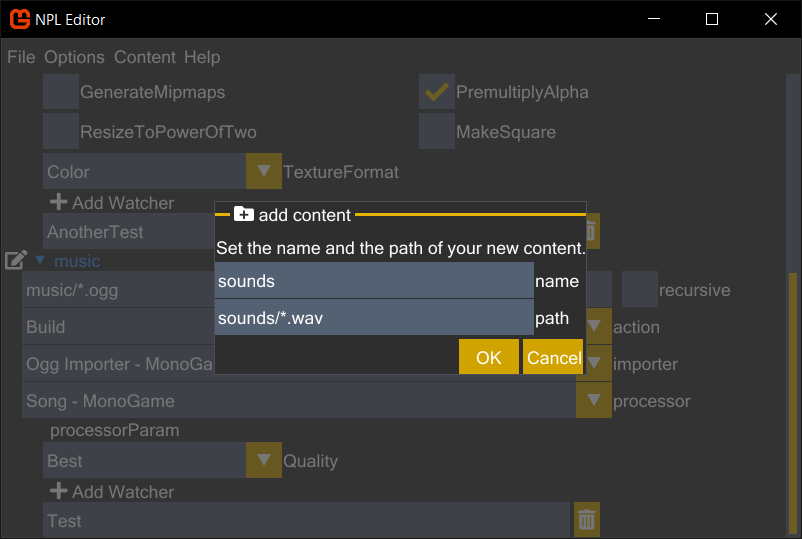 NPL Editor
File Options Content Help
GenerateMipmaps PremultiplyAlpha
ResizeToPowerOfTwo MakeSquare
Color TextureFormat
Add Watcher
AnotherTest
add content
Set the name and the path of your new content.
sounds name
sounds/*.wav path
OK Cancel
music
music/*.ogg recursive
Build action
Ogg Importer - MonoGa importer
Song - MonoGame processor
processorParam
Best Quality
Add Watcher
Test